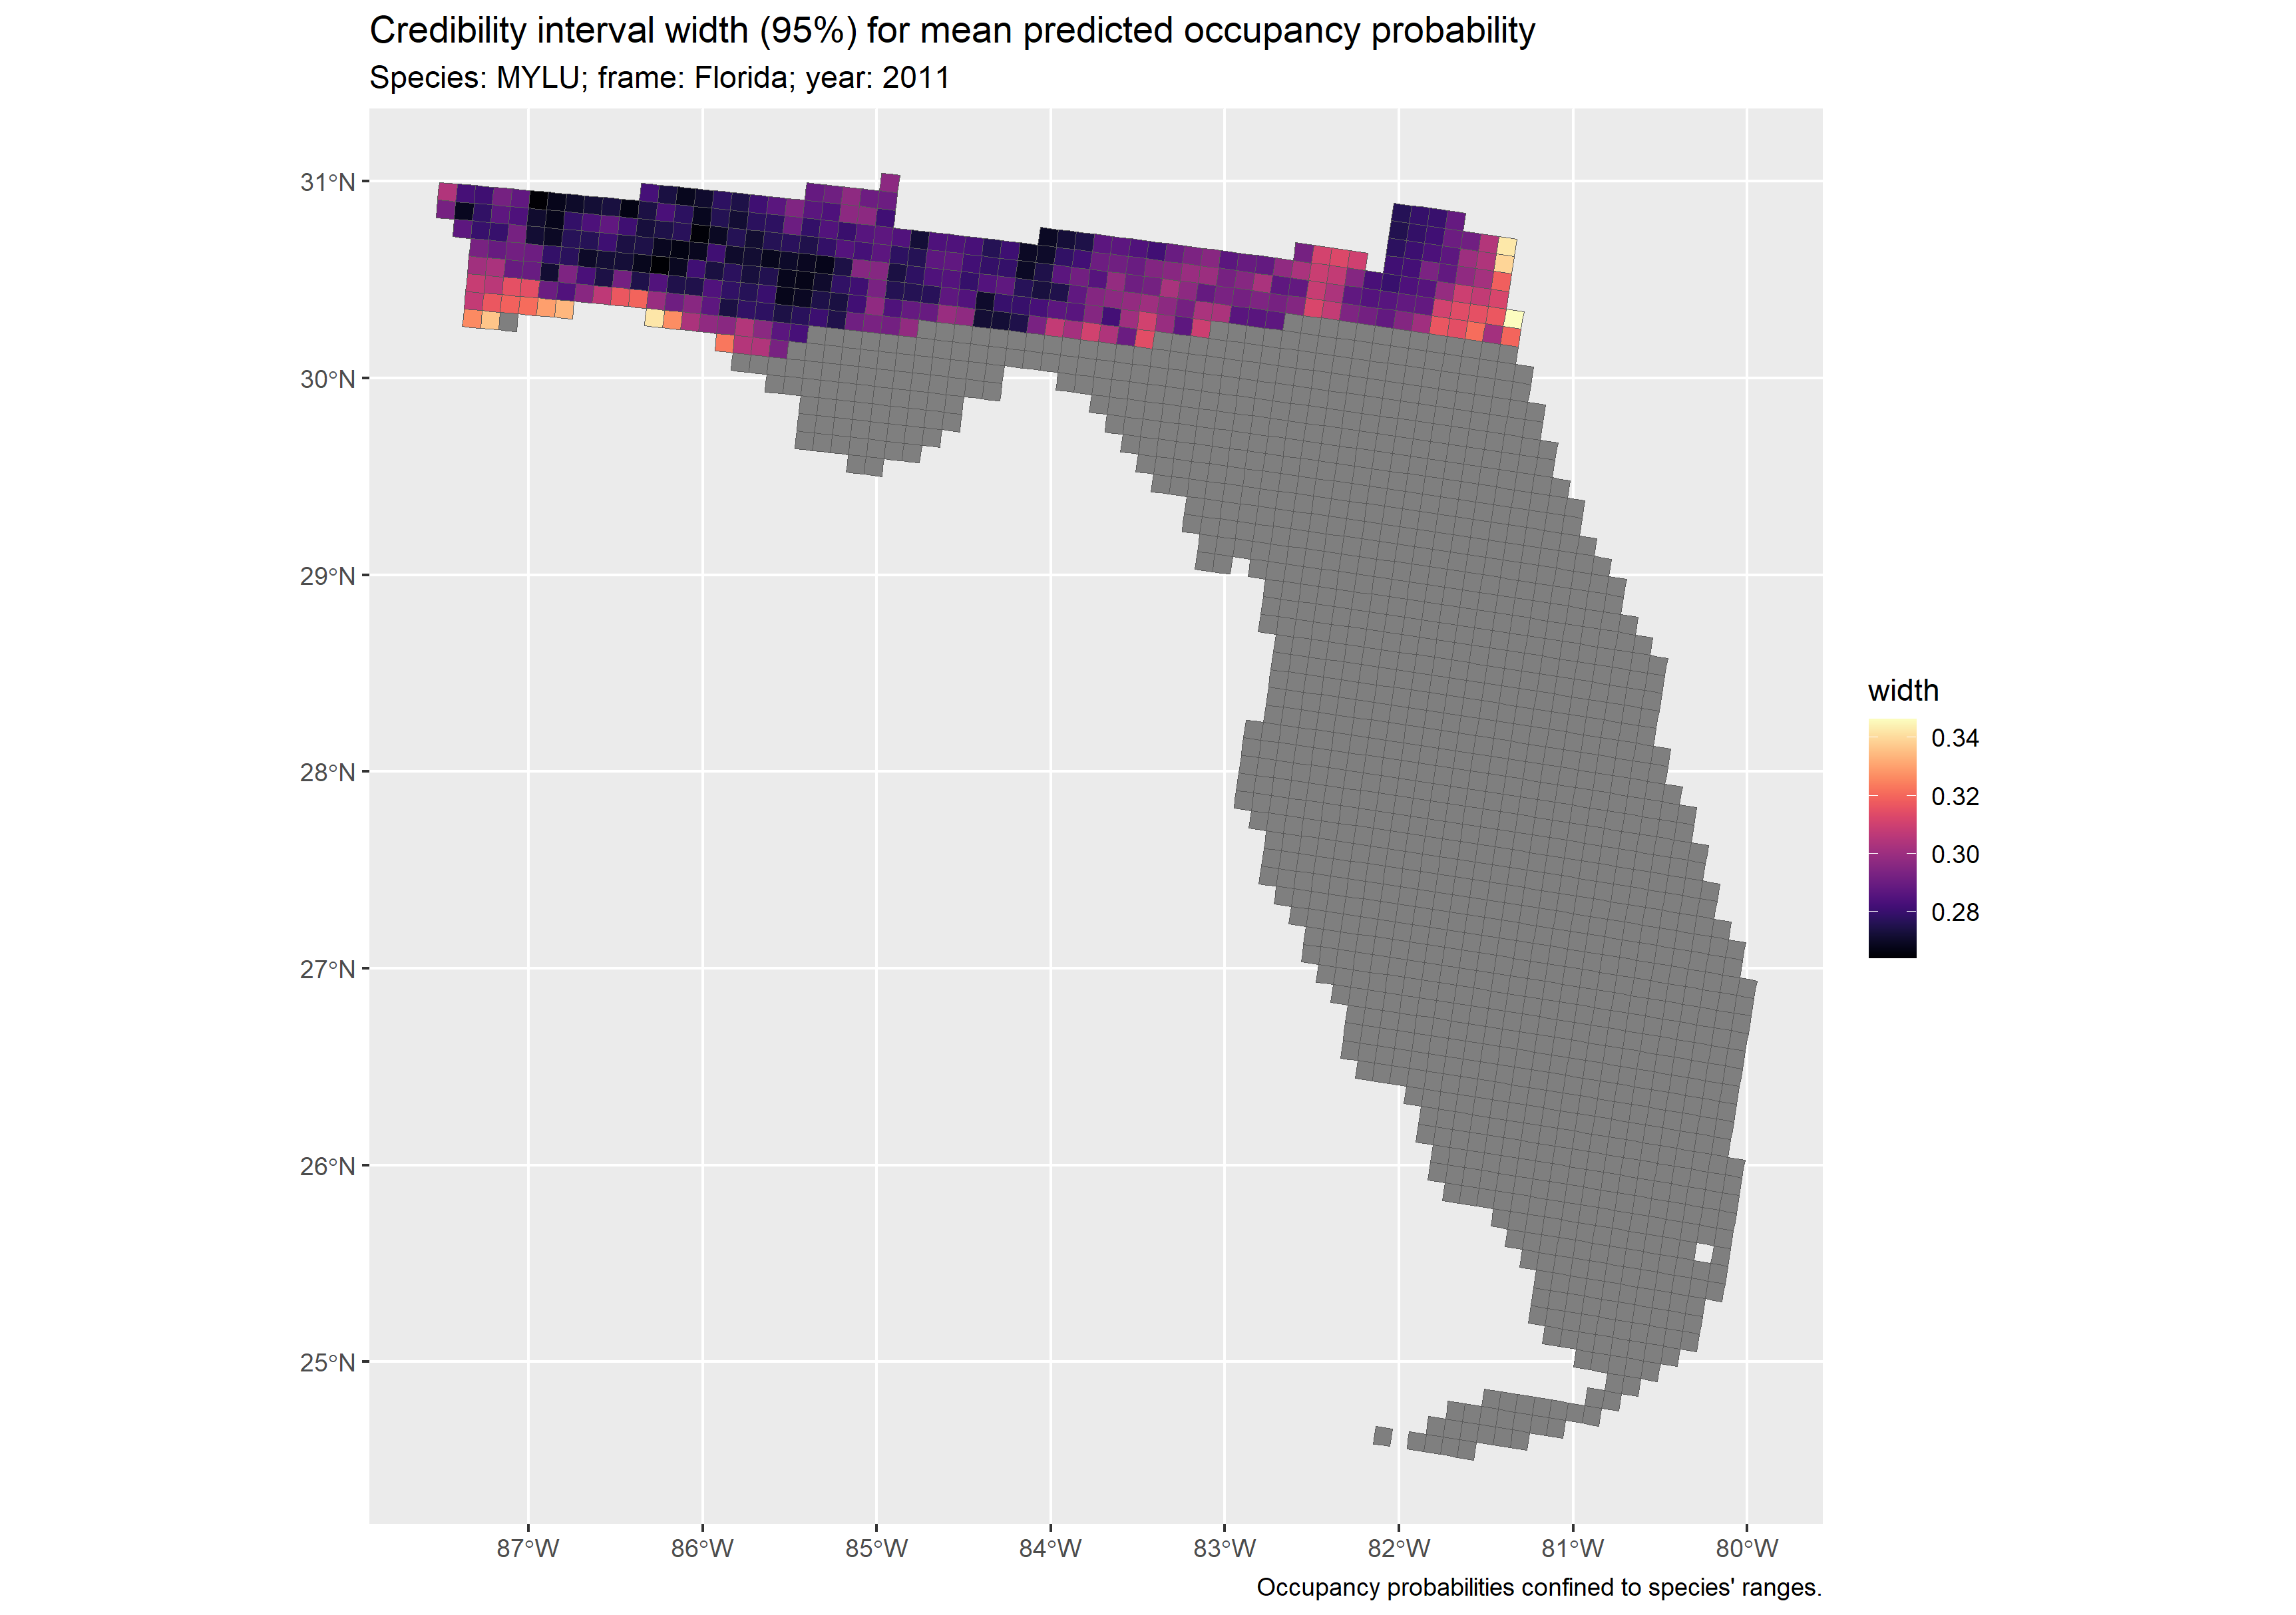 Credibility interval width (95%) for mean predicted occupancy probability
Species: MYLU; frame: Florida; year: 2011
31°N
30°N
29°N
28°N
27°N
26°N
25°N
87°W
86°W
85°W
84°W
83°W
82°W
81°W
80°W
width
0.34
0.32
0.30
0.28
Occupancy probabilities confined to species' ranges.